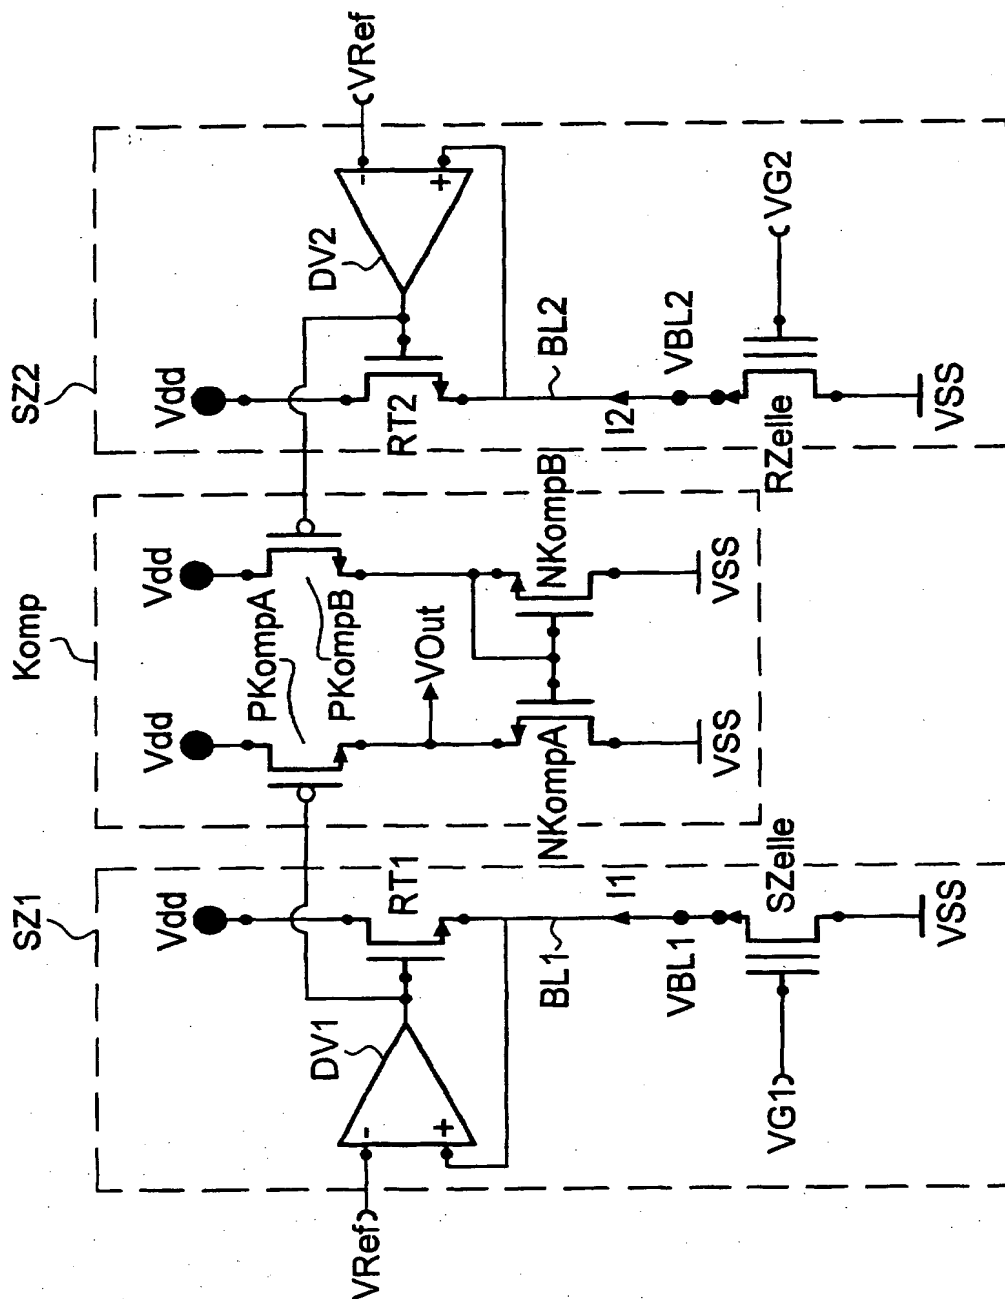 SZ1
Komp
SZ2
Vdd
Vdd
Vdd
Vdd
VRef
DV1
-
+
RT1
PKompA
PKompB
RT2
DV2
-
+
VRef
VOut
BL1
I1
NKompA
NKompB
I2
BL2
VBL1
VBL2
VG1
SZelle
VSS
VSS
RZelle
VG2
VSS
VSS